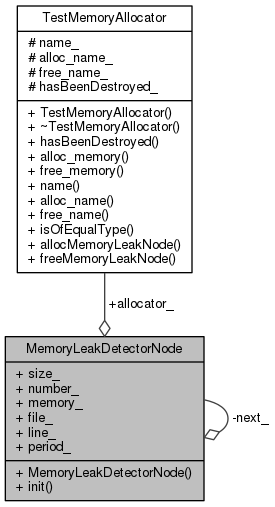 TestMemoryAllocator
# name_
# alloc_name_
# free_name_
# hasBeenDestroyed_
+ TestMemoryAllocator()
+ ~TestMemoryAllocator()
+ hasBeenDestroyed()
+ alloc_memory()
+ free_memory()
+ name()
+ alloc_name()
+ free_name()
+ isOfEqualType()
+ allocMemoryLeakNode()
+ freeMemoryLeakNode()
+allocator_
MemoryLeakDetectorNode
+ size_
+ number_
+ memory_
+ file_
+ line_
+ period_
+ MemoryLeakDetectorNode()
+ init()
-next_